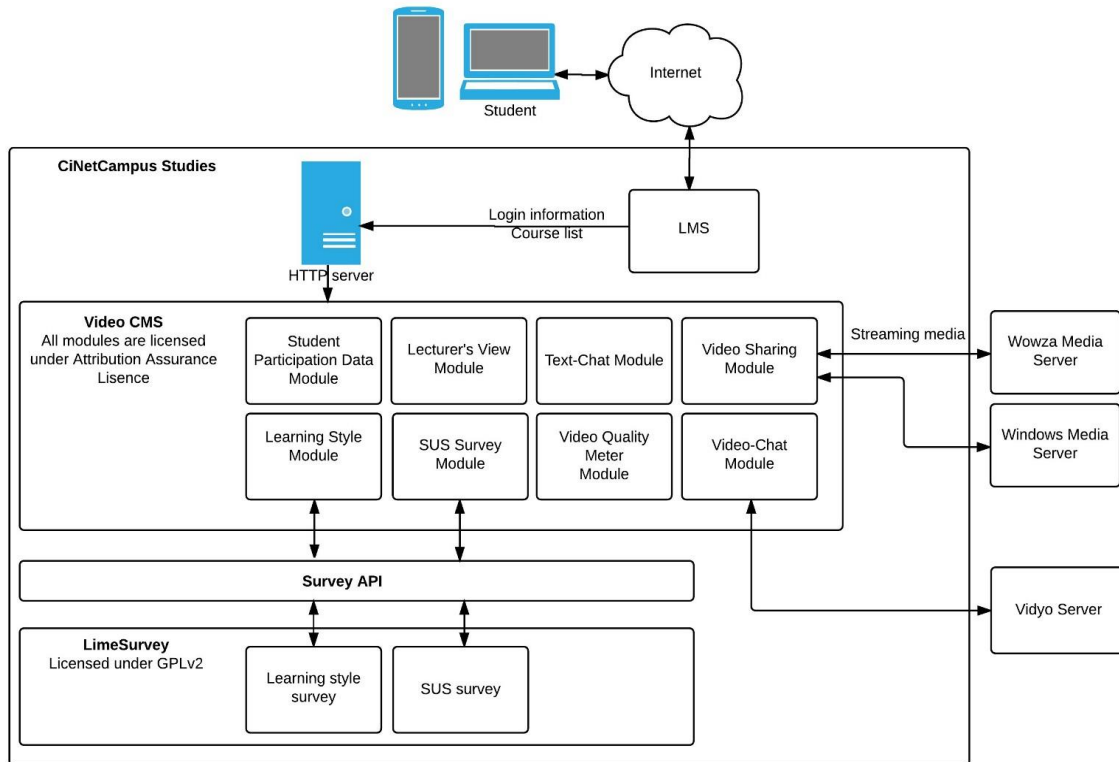 Internet
Student
CiNetCampus Studies
Login information
Course list
LMS
HTTP server
Video CMS
All modules are licensed
under Attribution Assurance
Lisence
Student
Participation Data
Module
Lecturer's View
Module
Text-Chat Module
Video Sharing
Module
Streaming media
Wowza Media
Server
Learning Style
Module
SUS Survey
Module
Video Quality
Meter
Module
Video-Chat
Module
Windows Media
Server
Survey API
Vidyo Server
LimeSurvey
Licensed under GPLv2
Learning style
survey
SUS survey